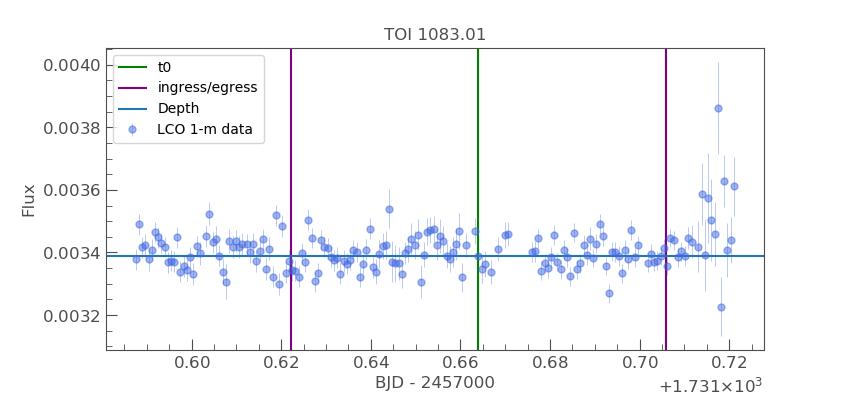 TOI 1083.01
t0
ingress/egress
Depth
LCO 1-m data
Flux
0.0040
0.0038
0.0036
0.0034
0.0032
0.60 0.62 0.64 0.66 0.68 0.70 0.72
BJD - 2457000
+1.731×10³